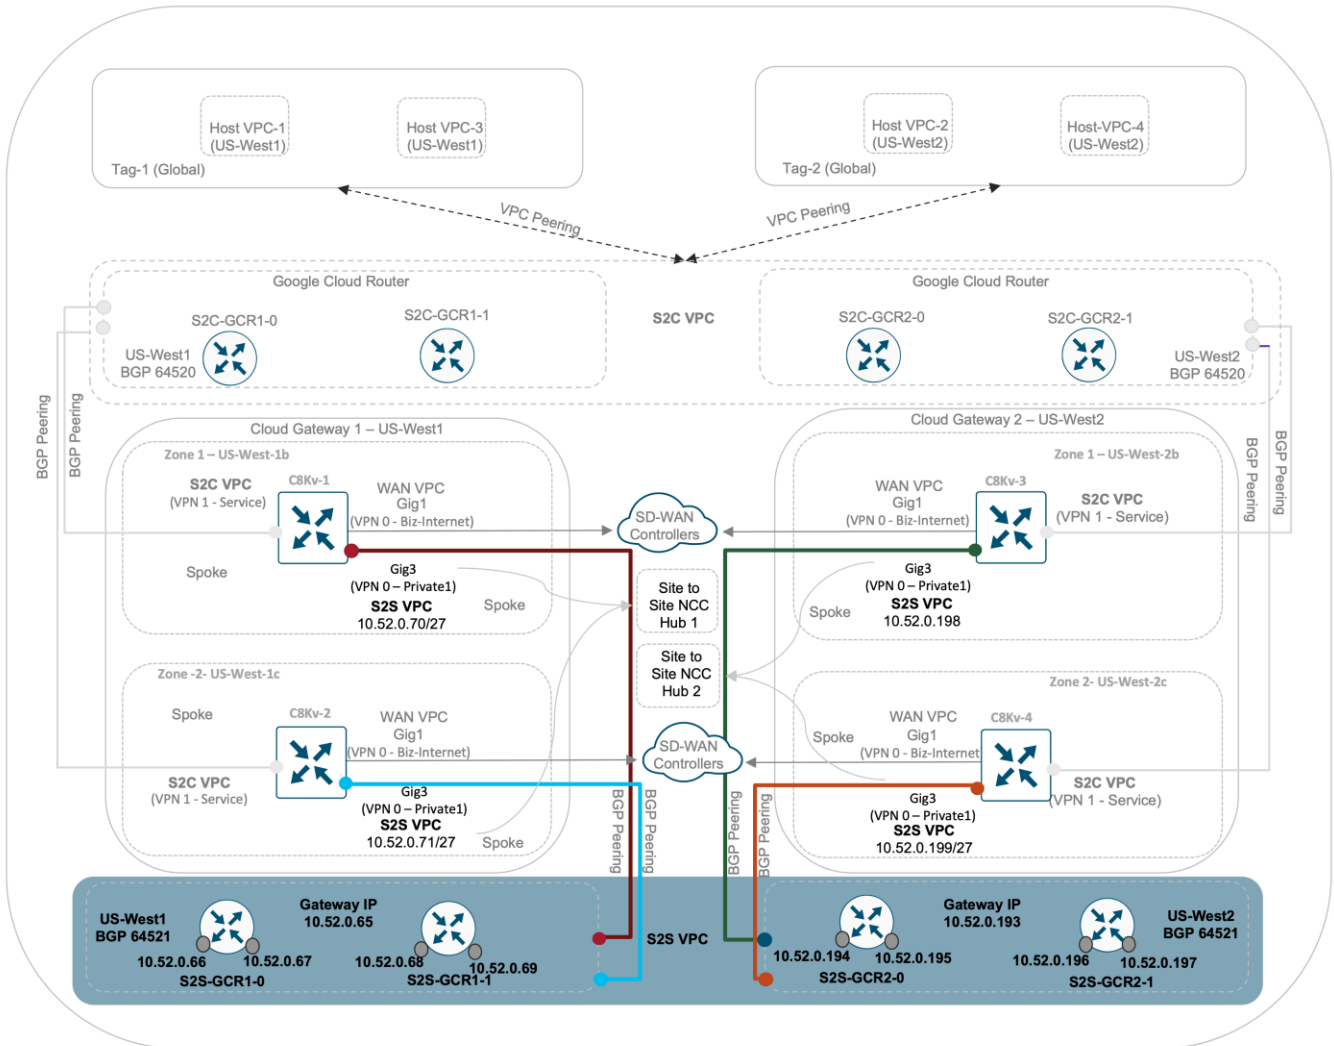 Host VPC-1
(US-West1)
Host VPC-3
(US-West1)
Tag-1 (Global)
Host VPC-2
(US-West2)
Host-VPC-4
(US-West2)
Tag-2 (Global)
VPC Peering
VPC Peering
Google Cloud Router
S2C-GCR1-0
S2C-GCR1-1
US-West1
BGP 64520
S2C VPC
Google Cloud Router
S2C-GCR2-0
S2C-GCR2-1
US-West2
BGP 64520
BGP Peering
BGP Peering
BGP Peering
BGP Peering
Cloud Gateway 1 – US-West1
Zone 1 – US-West-1b
S2C VPC
(VPN 1 - Service)
C8Kv-1
WAN VPC
Gig1
(VPN 0 - Biz-Internet)
Spoke
Gig3
(VPN 0 – Private1)
S2S VPC
10.52.0.70/27
Spoke
SD-WAN
Controllers
Site to
Site NCC
Hub 1
Site to
Site NCC
Hub 2
Cloud Gateway 2 – US-West2
Zone 1 – US-West-2b
WAN VPC
Gig1
(VPN 0 - Biz-Internet)
C8Kv-3
S2C VPC
(VPN 1 - Service)
Gig3
(VPN 0 – Private1)
S2S VPC
10.52.0.198
Spoke
Zone -2- US-West-1c
Spoke
C8Kv-2
WAN VPC
Gig1
(VPN 0 - Biz-Internet)
S2C VPC
(VPN 1 - Service)
Gig3
(VPN 0 – Private1)
S2S VPC
10.52.0.71/27
Spoke
SD-WAN
Controllers
Zone 2- US-West-2c
WAN VPC
Gig1
(VPN 0 - Biz-Internet
C8Kv-4
Spoke
S2C VPC
(VPN 1 - Service)
Gig3
(VPN 0 – Private1)
S2S VPC
10.52.0.199/27
BGP Peering
BGP Peering
BGP Peering
BGP Peering
US-West1
BGP 64521
Gateway IP
10.52.0.65
10.52.0.66
10.52.0.67
S2S-GCR1-0
10.52.0.68
10.52.0.69
S2S-GCR1-1
S2S VPC
Gateway IP
10.52.0.193
US-West2
BGP 64521
10.52.0.194
10.52.0.195
S2S-GCR2-0
10.52.0.196
10.52.0.197
S2S-GCR2-1